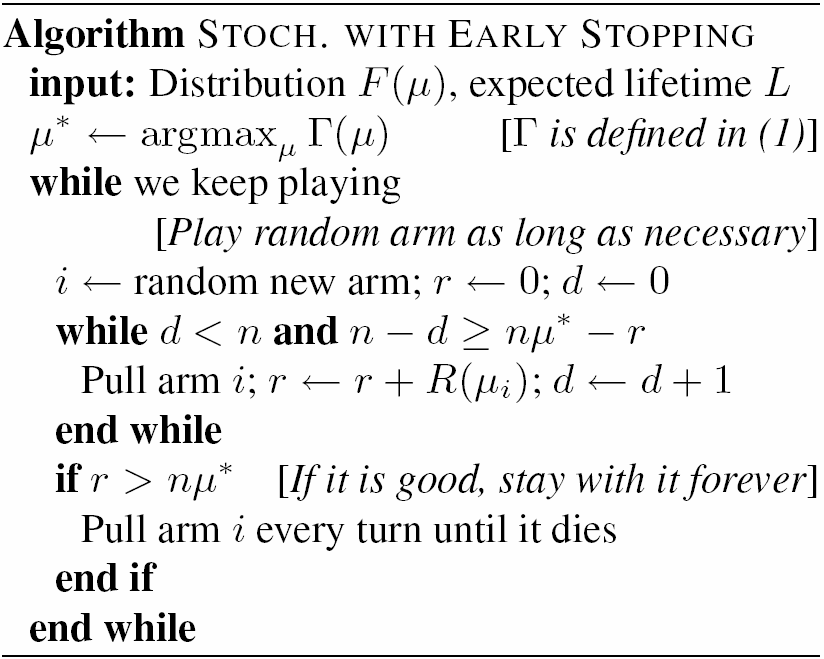 Algorithm STOCH. WITH EARLY STOPPING
input: Distribution F(μ), expected lifetime L
μ* ← argmax_μ Γ(μ) [Γ is defined in (1)]
while we keep playing
[Play random arm as long as necessary]
i ← random new arm; r ← 0; d ← 0
while d < n and n − d ≥ nμ* − r
Pull arm i; r ← r + R(μ_i); d ← d + 1
end while
if r > nμ* [If it is good, stay with it forever]
Pull arm i every turn until it dies
end if
end while